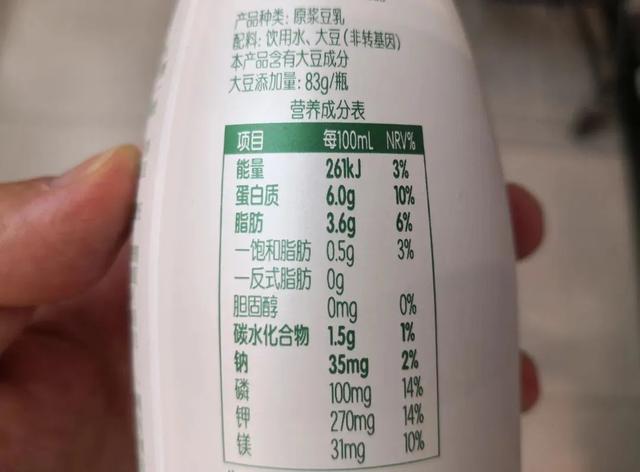 产品种类: 原浆豆乳
配料: 饮用水、大豆(非转基因)
本产品含有大豆成分
大豆添加量: 83g/瓶
营养成分表
项目 每100mL NRV%
能量 261kJ 3%
蛋白质 6.0g 10%
脂肪 3.6g 6%
—饱和脂肪 0.5g 3%
—反式脂肪 0g
胆固醇 0mg 0%
碳水化合物 1.5g 1%
钠 35mg 2%
磷 100mg 14%
钾 270mg 14%
镁 31mg 10%